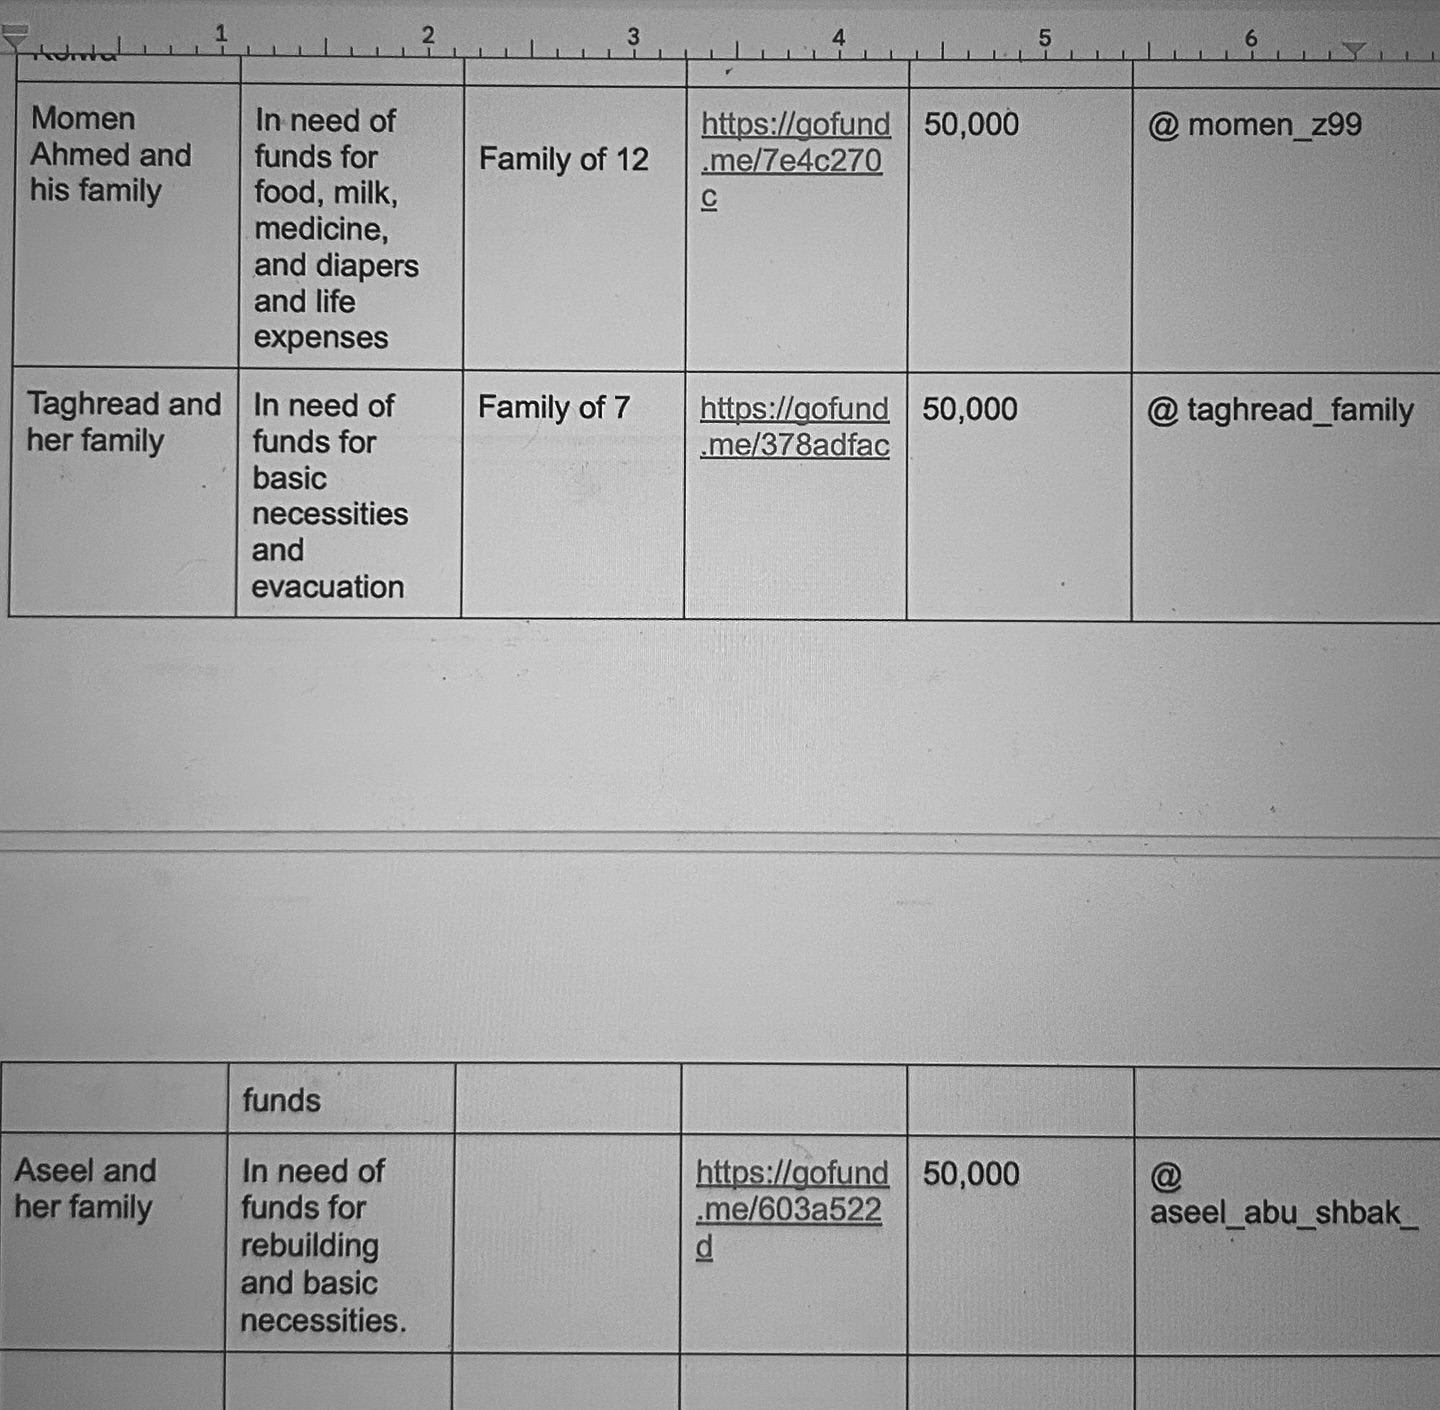 1 2 3 4 5 6
Momen
Ahmed and
his family
In need of
funds for
food, milk,
medicine,
and diapers
and life
expenses
Family of 12
https://gofund
.me/7e4c270
c
50,000
@ momen_z99
Taghread and
her family
In need of
funds for
basic
necessities
and
evacuation
Family of 7
https://gofund
.me/378adfac
50,000
@ taghread_family
funds
Aseel and
her family
In need of
funds for
rebuilding
and basic
necessities.
https://gofund
.me/603a522
d
50,000
@
aseel_abu_shbak_